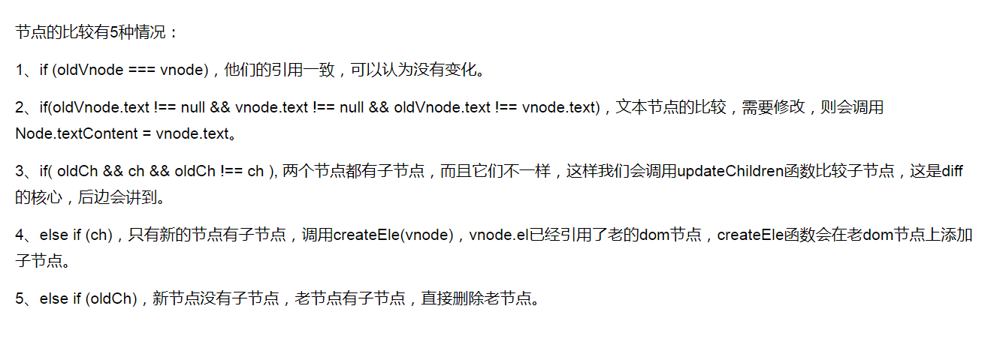 节点的比较有5种情况：
1、if (oldVnode === vnode)，他们的引用一致，可以认为没有变化。
2、if(oldVnode.text !== null && vnode.text !== null && oldVnode.text !== vnode.text)，文本节点的比较，需要修改，则会调用
Node.textContent = vnode.text。
3、if( oldCh && ch && oldCh !== ch ), 两个节点都有子节点，而且它们不一样，这样我们会调用updateChildren函数比较子节点，这是diff
的核心，后边会讲到。
4、else if (ch)，只有新的节点有子节点，调用createEle(vnode)，vnode.el已经引用了老的dom节点，createEle函数会在老dom节点上添加
子节点。
5、else if (oldCh)，新节点没有子节点，老节点有子节点，直接删除老节点。